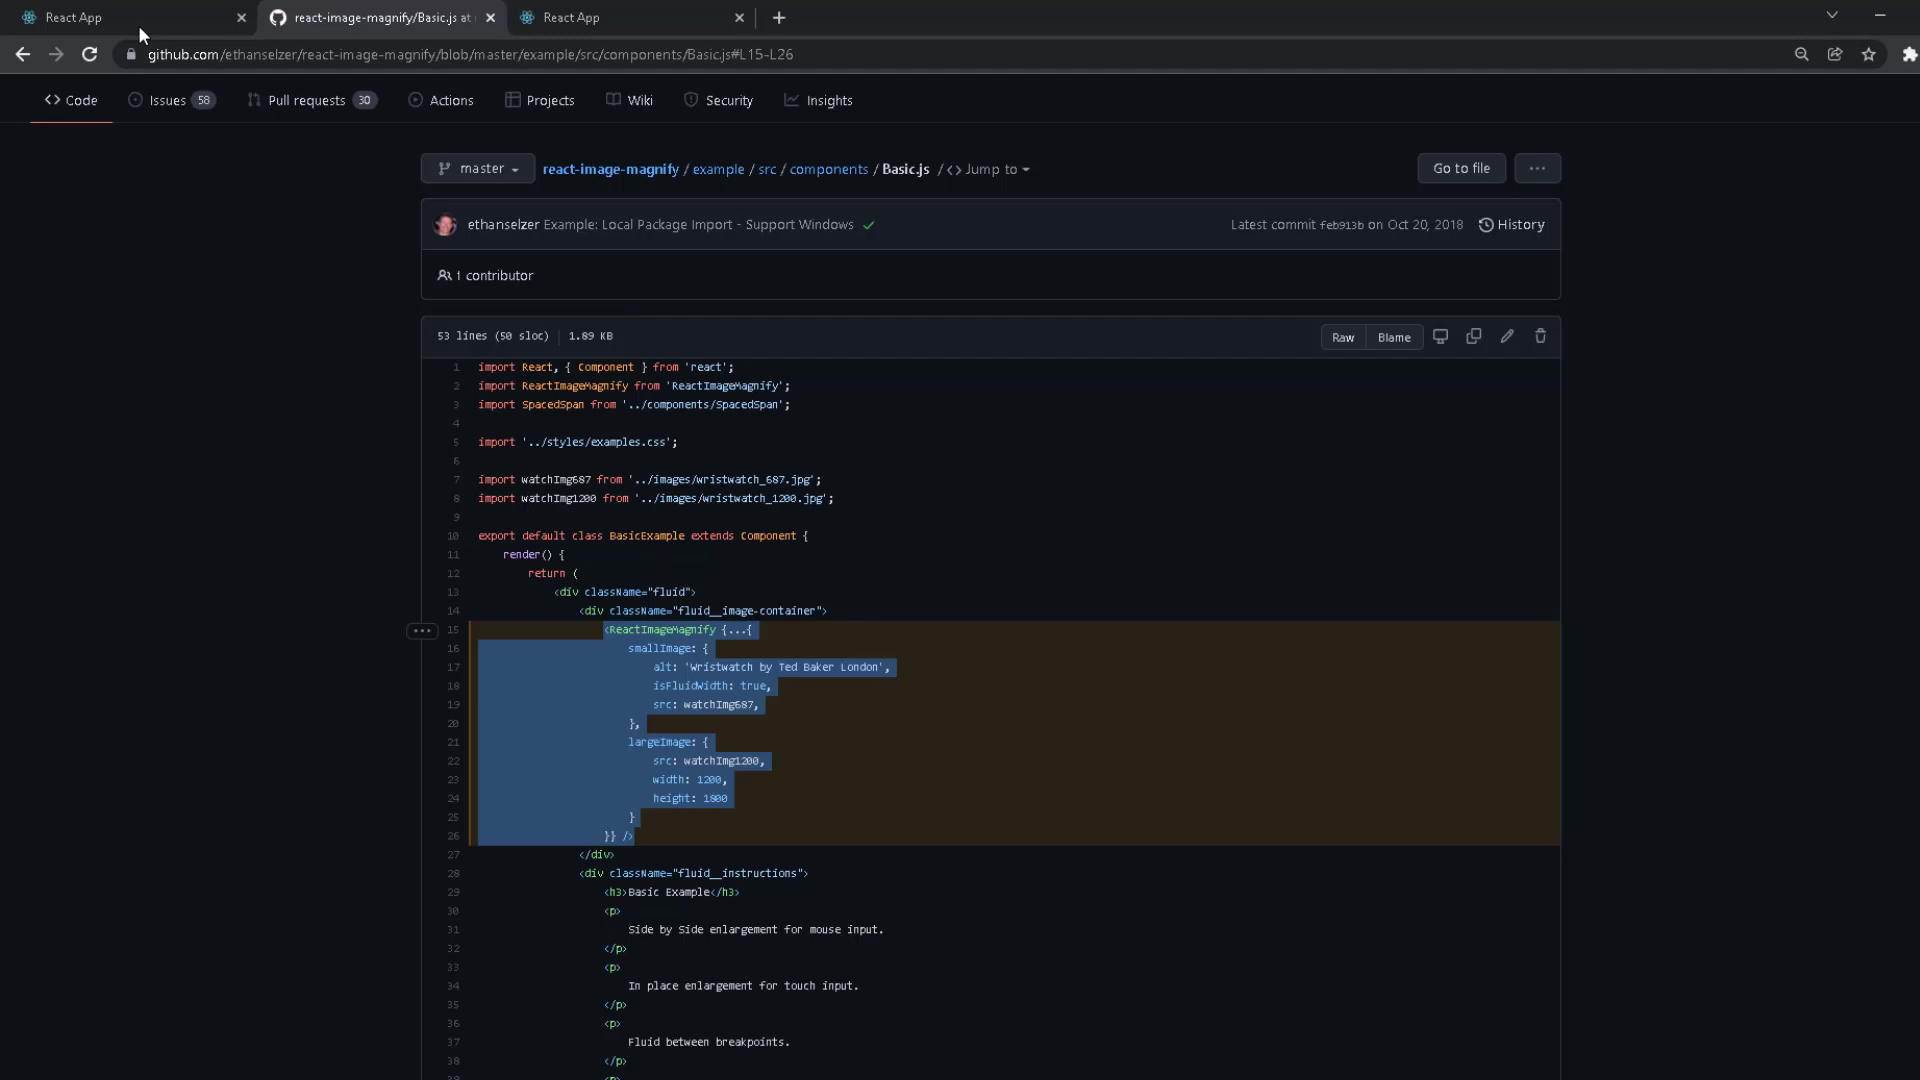 React App
react-image-magnify/Basic.js at
React App
github.com/ethanselzer/react-image-magnify/blob/master/example/src/components/Basic.js#L15-L26
Code
Issues 58
Pull requests 30
Actions
Projects
Wiki
Security
Insights
master
react-image-magnify / example / src / components / Basic.js / <> Jump to
Go to file
...
ethanselzer Example: Local Package Import - Support Windows
Latest commit feb913b on Oct 20, 2018
History
1 contributor
53 lines (50 sloc) 1.89 KB
Raw
Blame
1 import React, { Component } from 'react';
2 import ReactImageMagnify from 'ReactImageMagnify';
3 import SpacedSpan from '../components/SpacedSpan';
4
5 import '../styles/examples.css';
6
7 import watchImg687 from '../images/wristwatch_687.jpg';
8 import watchImg1200 from '../images/wristwatch_1200.jpg';
9
10 export default class BasicExample extends Component {
11 render() {
12 return (
13 <div className="fluid">
14 <div className="fluid__image-container">
15 <ReactImageMagnify {...{
16 smallImage: {
17 alt: 'Wristwatch by Ted Baker London',
18 isFluidWidth: true,
19 src: watchImg687,
20 },
21 largeImage: {
22 src: watchImg1200,
23 width: 1200,
24 height: 1800
25 }
26 }} />
27 </div>
28 <div className="fluid__instructions">
29 <h3>Basic Example</h3>
30 <p>
31 Side by Side enlargement for mouse input.
32 </p>
33 <p>
34 In place enlargement for touch input.
35 </p>
36 <p>
37 Fluid between breakpoints.
38 </p>